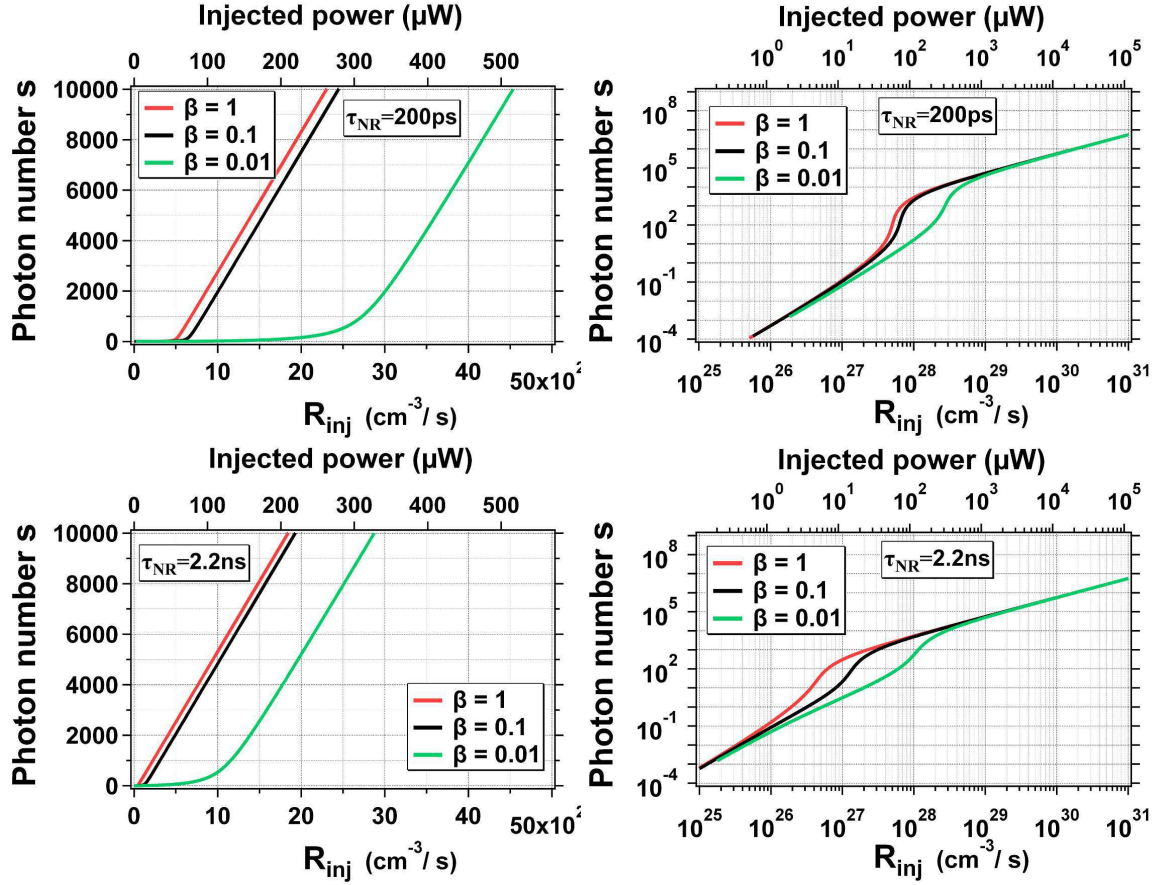 Injected power (µW)
0 100 200 300 400 500
Photon number s
10000
8000
6000
4000
2000
0
β = 1
β = 0.1
β = 0.01
τNR=200ps
0 10 20 30 40 50x10²
Rinj (cm⁻³/ s)
Injected power (µW)
10⁰ 10¹ 10² 10³ 10⁴ 10⁵
Photon number s
10⁸
10⁵
10²
10⁻¹
10⁻⁴
β = 1
β = 0.1
β = 0.01
τNR=200ps
10²⁵ 10²⁶ 10²⁷ 10²⁸ 10²⁹ 10³⁰ 10³¹
Rinj (cm⁻³/ s)
Injected power (µW)
0 100 200 300 400 500
Photon number s
10000
8000
6000
4000
2000
0
τNR=2.2ns
β = 1
β = 0.1
β = 0.01
0 10 20 30 40 50x10²
Rinj (cm⁻³/ s)
Injected power (µW)
10⁰ 10¹ 10² 10³ 10⁴ 10⁵
Photon number s
10⁸
10⁵
10²
10⁻¹
10⁻⁴
β = 1
β = 0.1
β = 0.01
τNR=2.2ns
10²⁵ 10²⁶ 10²⁷ 10²⁸ 10²⁹ 10³⁰ 10³¹
Rinj (cm⁻³/ s)